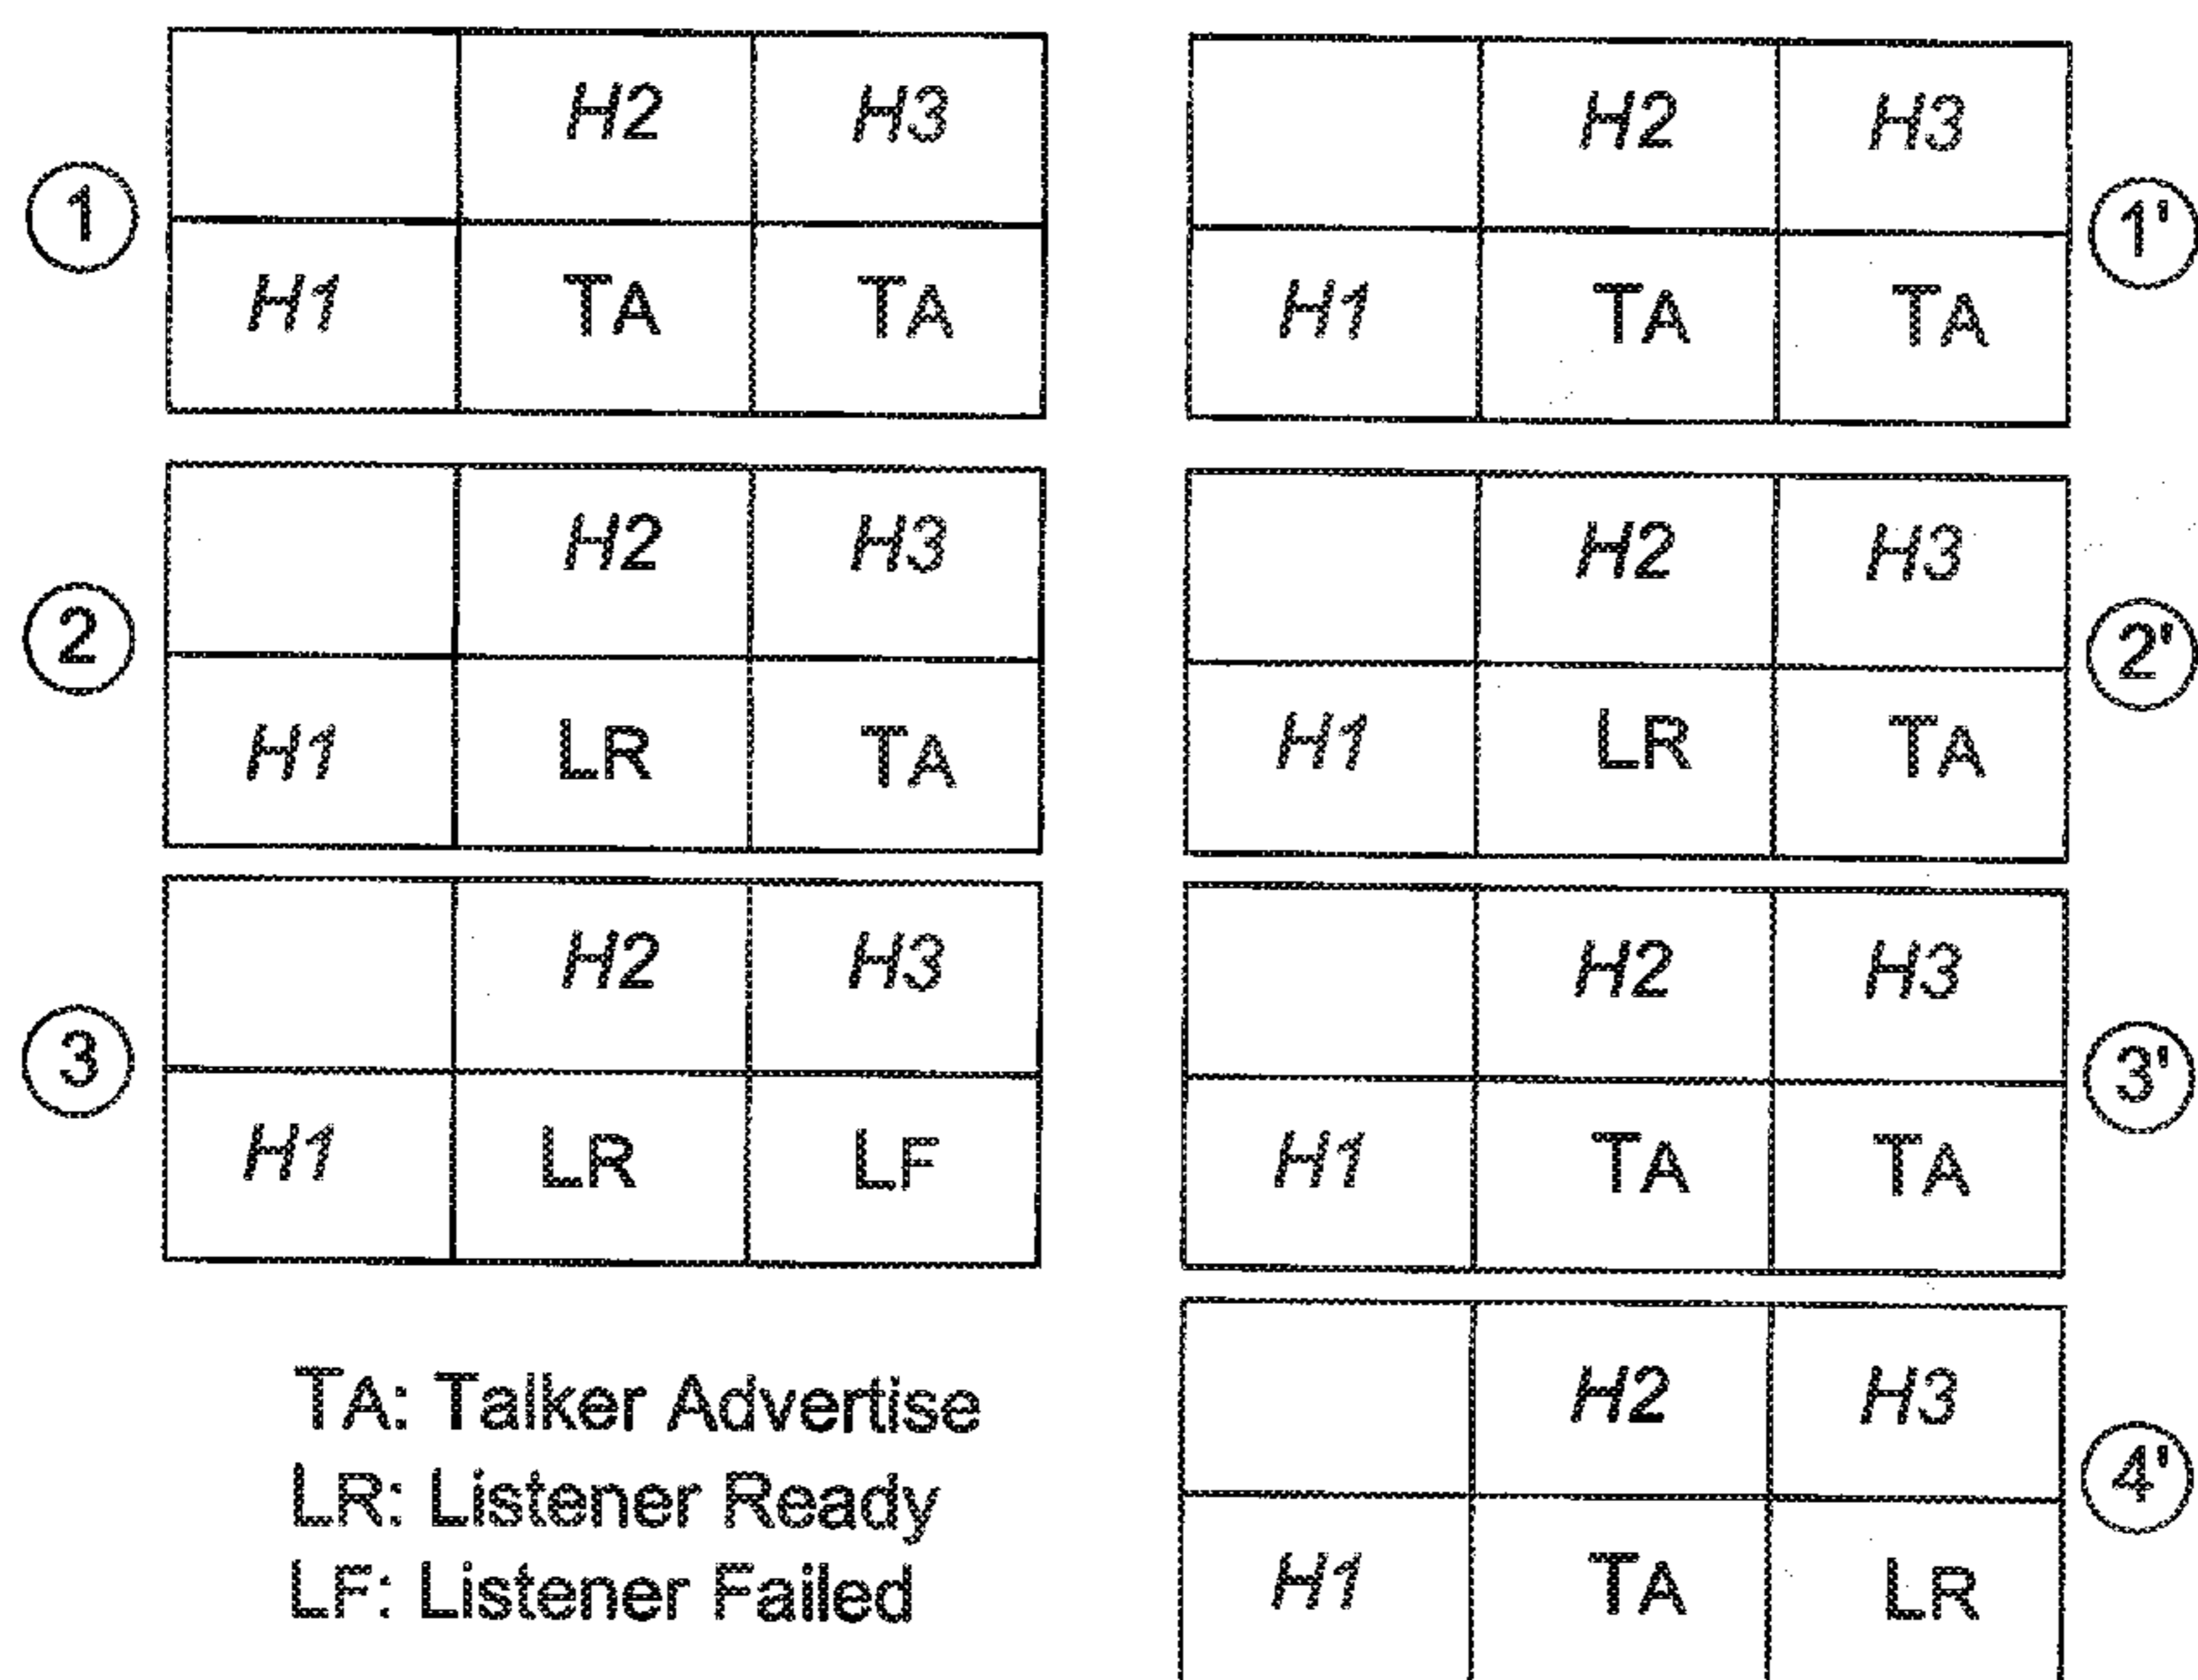 H2 H3
1
H1 TA TA
H2 H3
2
H1 LR TA
H2 H3
3
H1 LR LF
TA: Talker Advertise
LR: Listener Ready
LF: Listener Failed
H2 H3
1'
H1 TA TA
H2 H3
2'
H1 LR TA
H2 H3
3'
H1 TA TA
H2 H3
4'
H1 TA LR